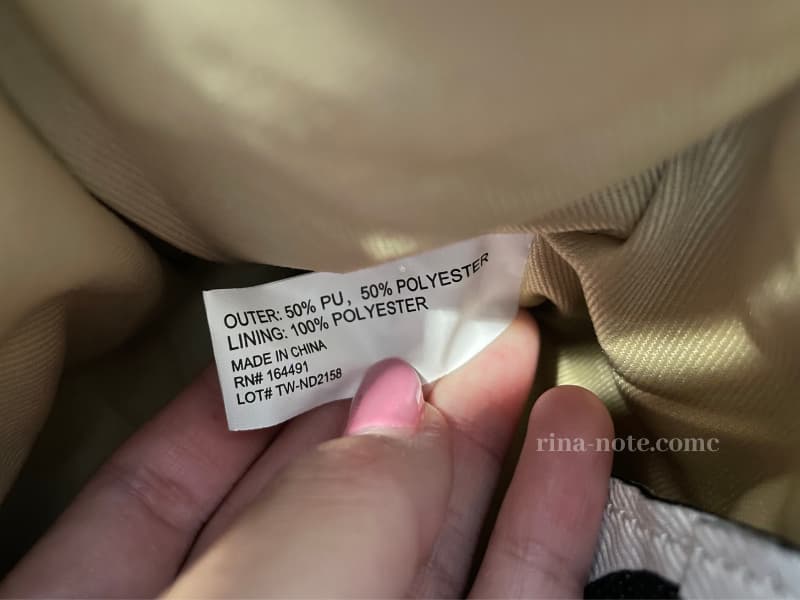 OUTER: 50% PU, 50% POLYESTER
LINING: 100% POLYESTER
MADE IN CHINA
RN# 164491
LOT# TW-ND2158
rina-note.comc